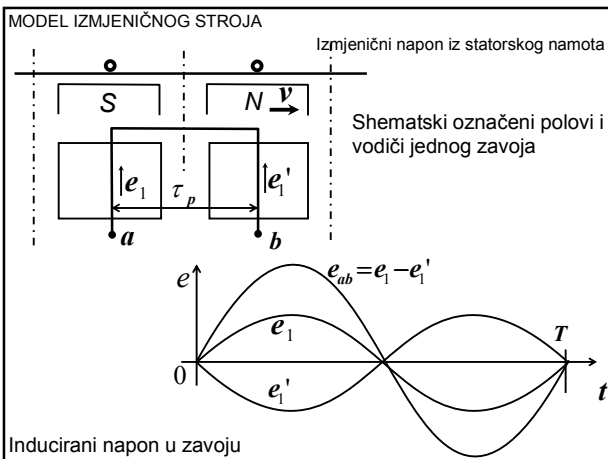 MODEL IZMJENIČNOG STROJA
Izmjenični napon iz statorskog namota
S
N
v
Shematski označeni polovi i
vodiči jednog zavoja
e₁
τₚ
e₁'
a
b
e
e_ab = e₁ − e₁'
e₁
T
0
e₁'
t
Inducirani napon u zavoju